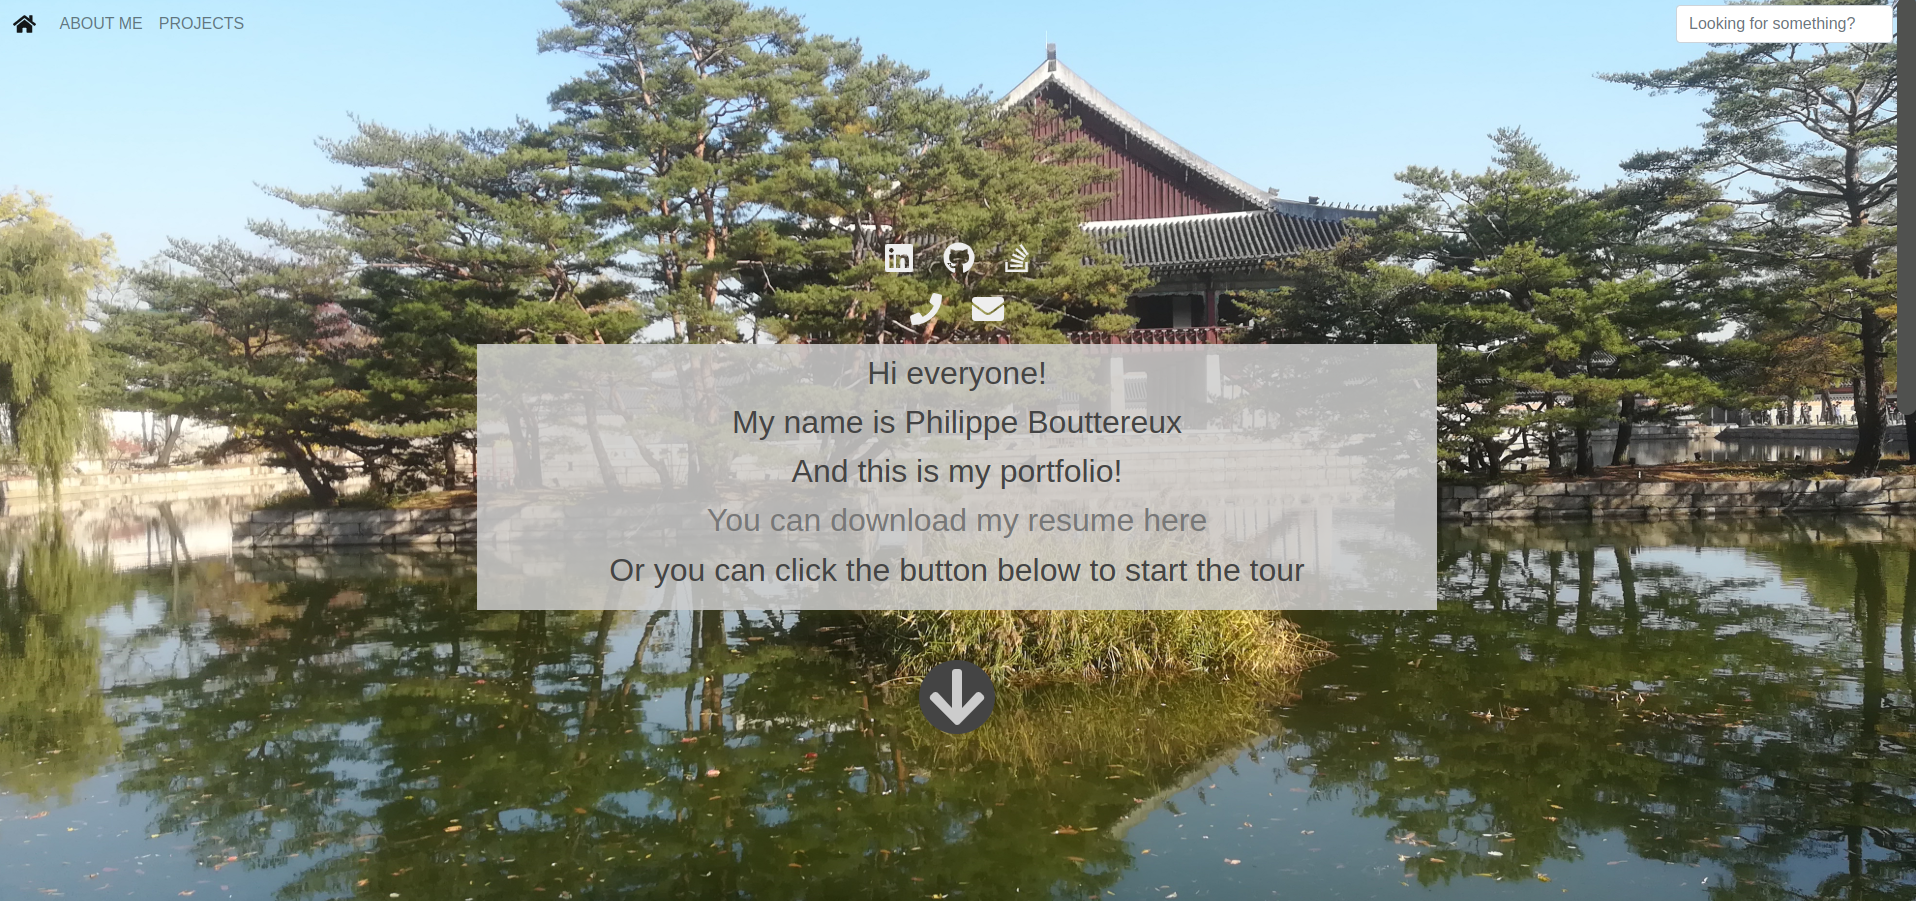 ABOUT ME PROJECTS Looking for something?
Hi everyone!
My name is Philippe Bouttereux
And this is my portfolio!
You can download my resume here
Or you can click the button below to start the tour